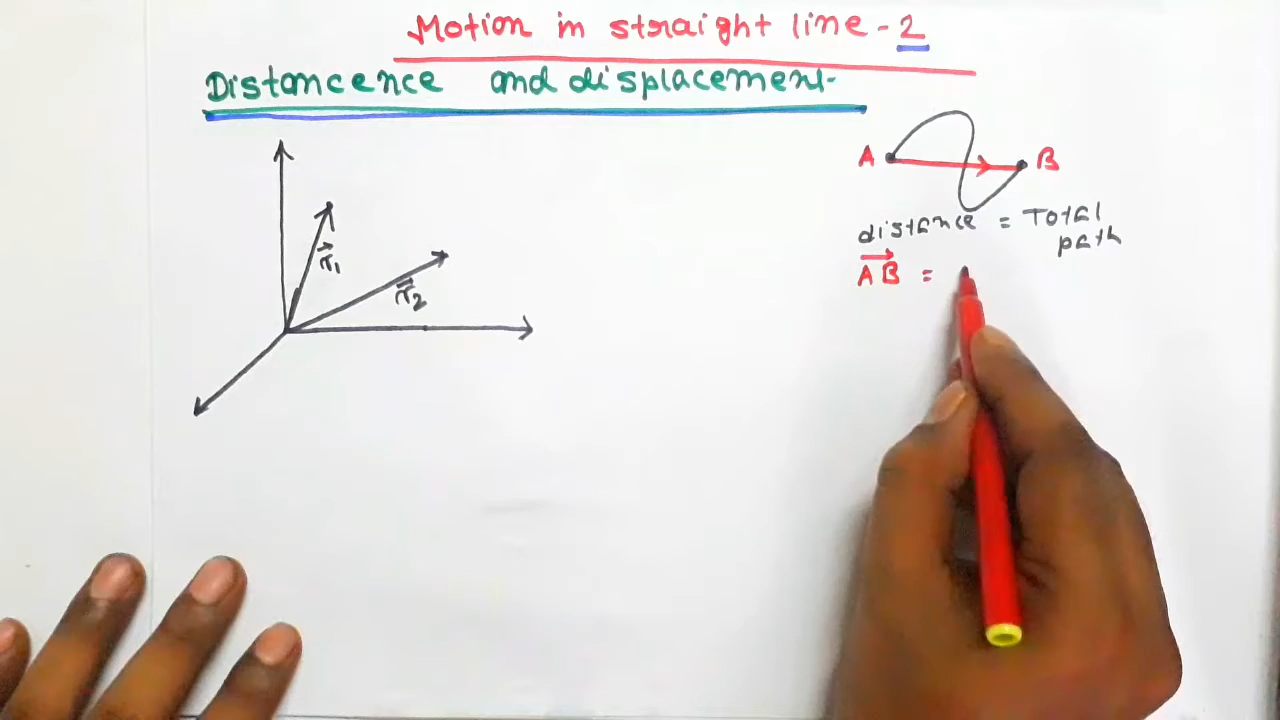 Motion in straight line - 2
Distancence and displacement-
A B
distance = Total
path
→AB =
→r1
→r2